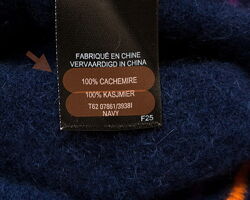 FABRIQUÉ EN CHINE
VERVAARDIGD IN CHINA
100% CACHEMIRE
100% KASJMIER
T62 07861/3938I
NAVY
F25